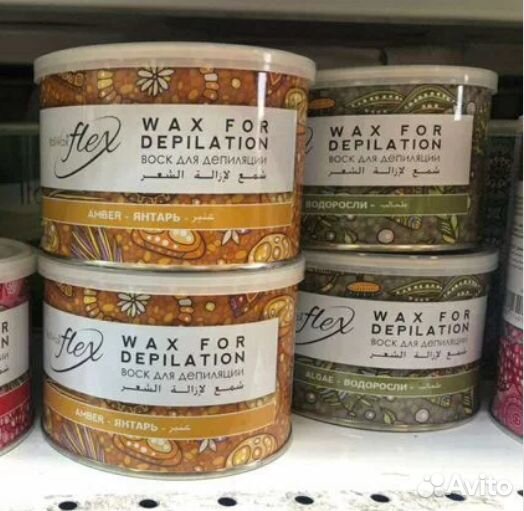 flex
WAX FOR
DEPILATION
ВОСК ДЛЯ ДЕПИЛЯЦИИ
شمع لإزالة الشعر
AMBER - ЯНТАРЬ - عنبر
WAX FOR
DEPILATION
ВОСК ДЛЯ ДЕПИЛЯЦИИ
شمع لإزالة الشعر
ВОДОРОСЛИ - طحالب
flex
WAX FOR
DEPILATION
ВОСК ДЛЯ ДЕПИЛЯЦИИ
شمع لإزالة الشعر
AMBER - ЯНТАРЬ - عنبر
flex
WAX FOR
DEPILATION
ВОСК ДЛЯ ДЕПИЛЯЦИИ
شمع لإزالة الشعر
ALGAE - ВОДОРОСЛИ - طحالب
Avito